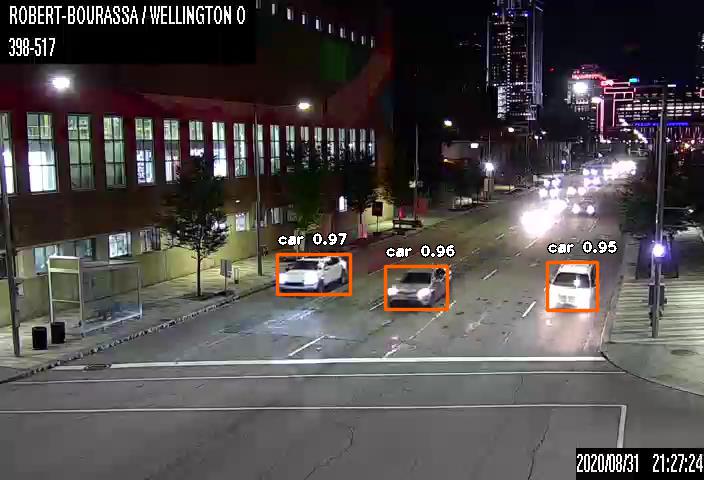 ROBERT-BOURASSA / WELLINGTON O
398-517
car 0.97
car 0.96
car 0.95
2020/08/31 21:27:24